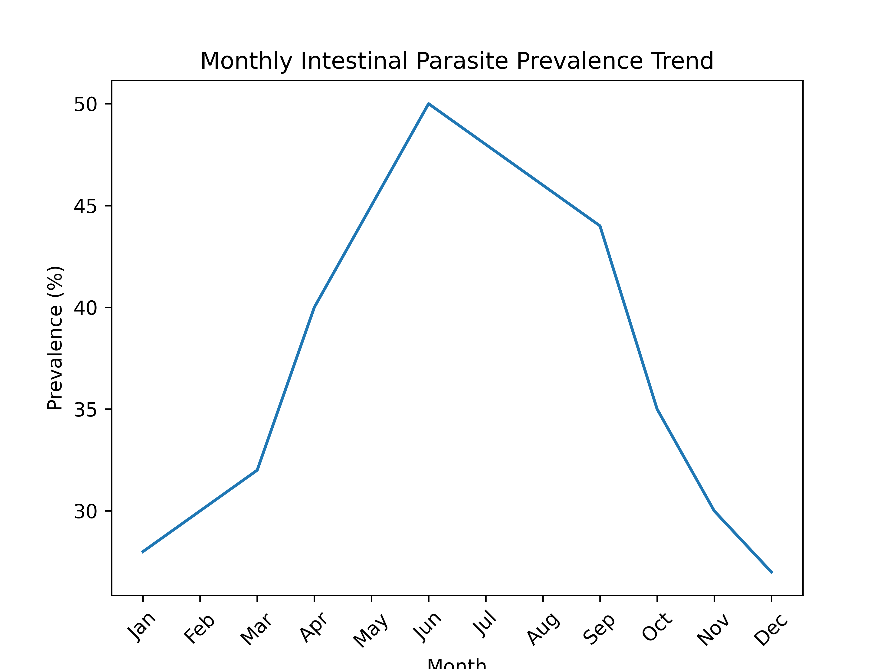 Monthly Intestinal Parasite Prevalence Trend
50
45
40
35
30
Prevalence (%)
Jan Feb Mar Apr May Jun Jul Aug Sep Oct Nov Dec
Month